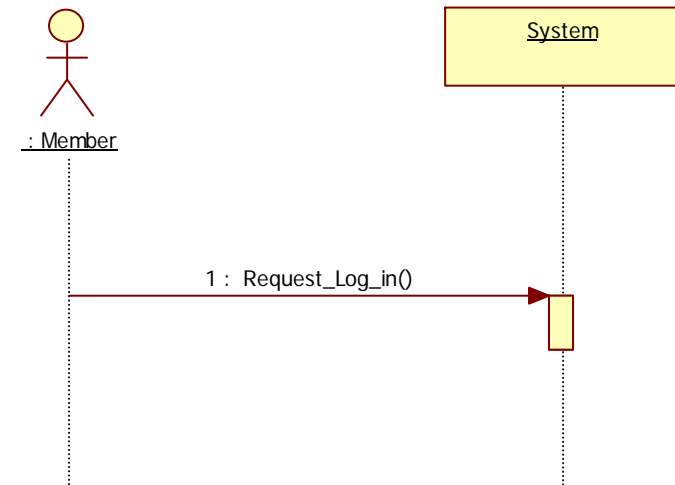 System
: Member
1 : Request_Log_in()